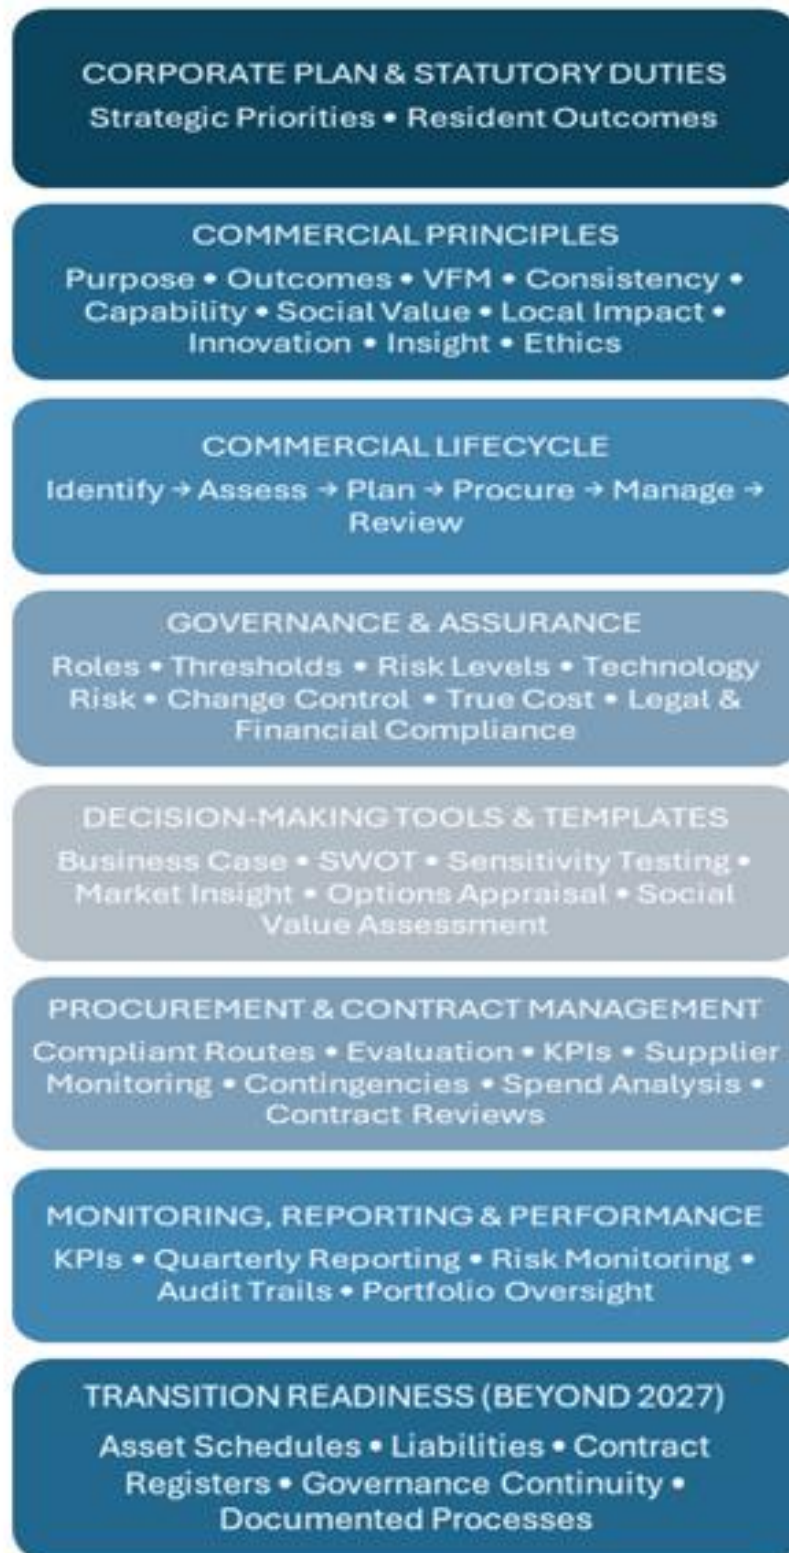 CORPORATE PLAN & STATUTORY DUTIES
Strategic Priorities • Resident Outcomes
COMMERCIAL PRINCIPLES
Purpose • Outcomes • VFM • Consistency •
Capability • Social Value • Local Impact •
Innovation • Insight • Ethics
COMMERCIAL LIFECYCLE
Identify → Assess → Plan → Procure → Manage →
Review
GOVERNANCE & ASSURANCE
Roles • Thresholds • Risk Levels • Technology
Risk • Change Control • True Cost • Legal &
Financial Compliance
DECISION-MAKING TOOLS & TEMPLATES
Business Case • SWOT • Sensitivity Testing •
Market Insight • Options Appraisal • Social
Value Assessment
PROCUREMENT & CONTRACT MANAGEMENT
Compliant Routes • Evaluation • KPIs • Supplier
Monitoring • Contingencies • Spend Analysis •
Contract Reviews
MONITORING, REPORTING & PERFORMANCE
KPIs • Quarterly Reporting • Risk Monitoring •
Audit Trails • Portfolio Oversight
TRANSITION READINESS (BEYOND 2027)
Asset Schedules • Liabilities • Contract
Registers • Governance Continuity •
Documented Processes